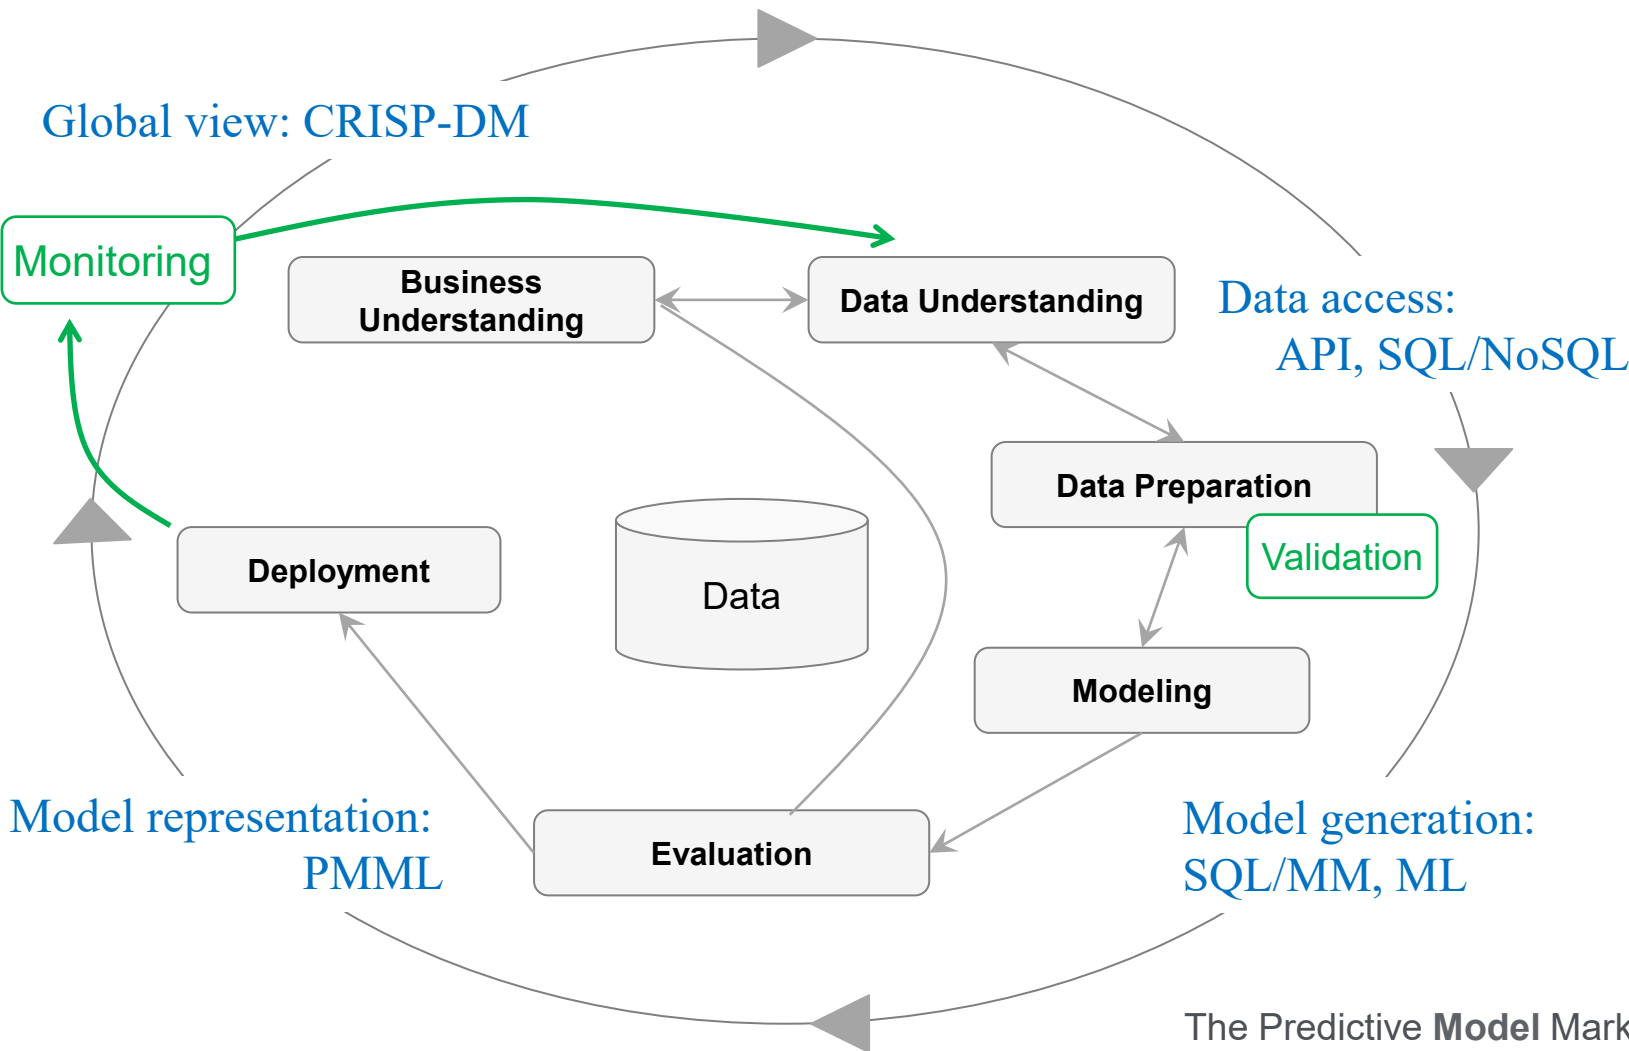 Global view: CRISP-DM
Monitoring
Business
Understanding
Data Understanding
Data access:
API, SQL/NoSQL
Data Preparation
Validation
Deployment
Data
Modeling
Model representation:
PMML
Evaluation
Model generation:
SQL/MM, ML
The Predictive Model